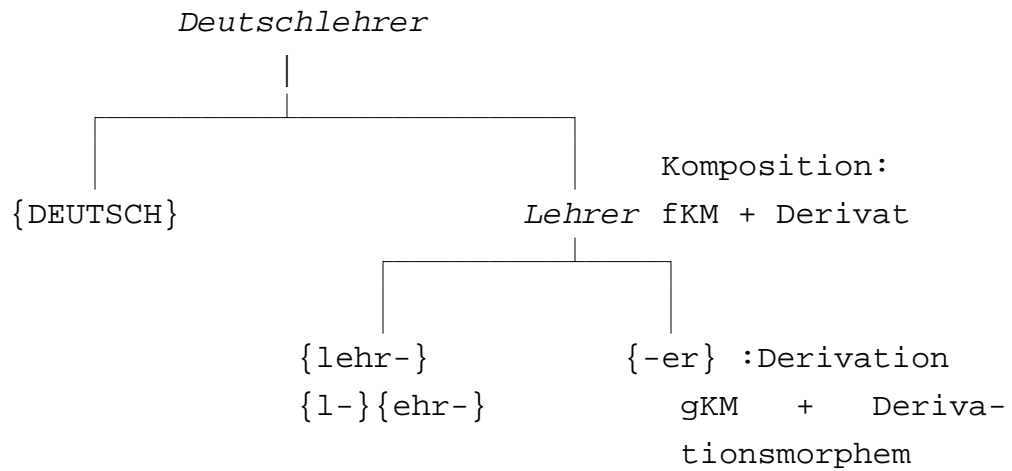 Deutschlehrer
Komposition:
{DEUTSCH} Lehrer fKM + Derivat
{lehr-} {-er} :Derivation
{l-}{ehr-} gKM + Deriva-
tionsmorphem